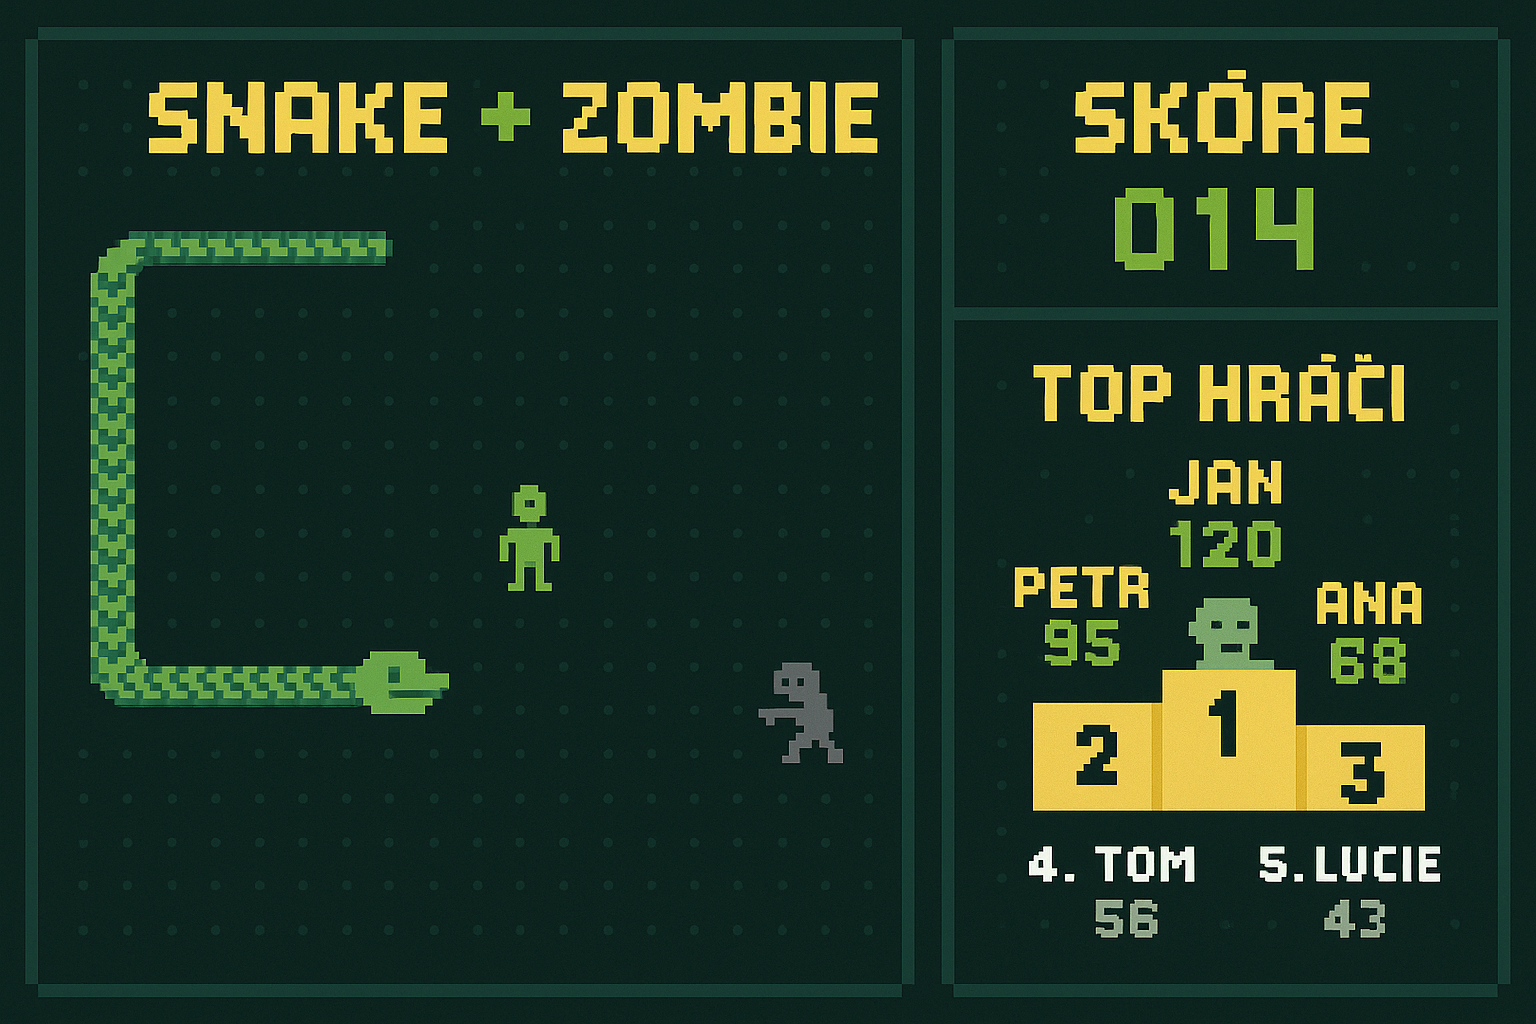 SNAKE + ZOMBIE
SKÓRE
014
TOP HRÁČI
JAN
120
PETR
95
ANA
68
1
2
3
4. TOM
56
5. LUCIE
43